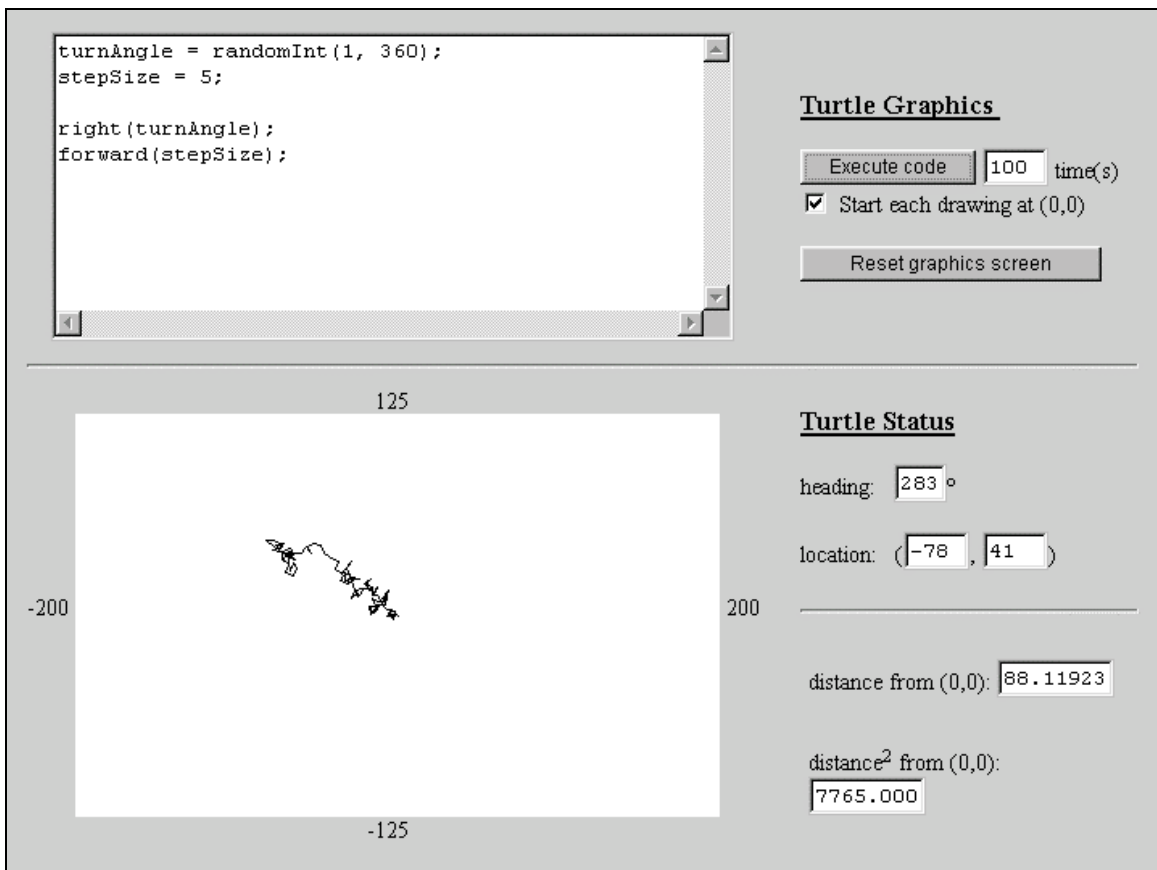 turnAngle = randomInt(1, 360);
stepSize = 5;
right(turnAngle);
forward(stepSize);
Turtle Graphics
Execute code 100 time(s)
Start each drawing at (0,0)
Reset graphics screen
125
-200
200
-125
Turtle Status
heading: 283°
location: (-78, 41)
distance from (0,0): 88.11923
distance² from (0,0):
7765.000